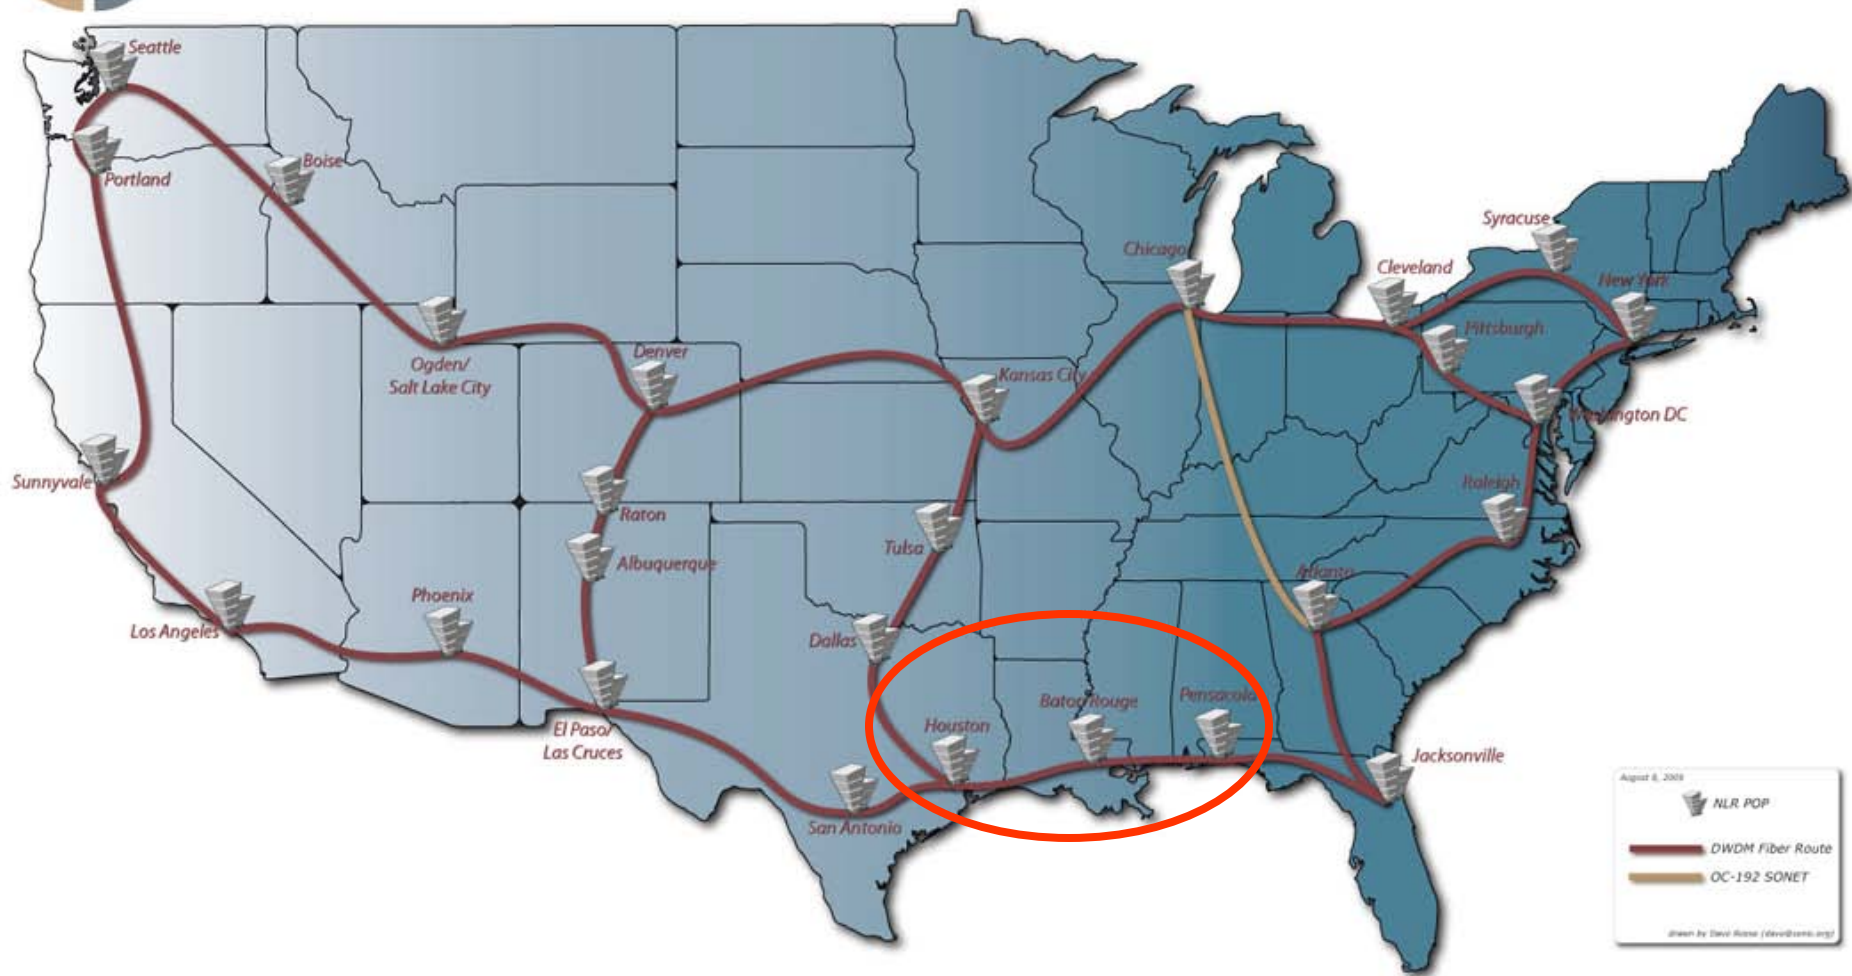 Seattle
Boise
Portland
Syracuse
Chicago
Cleveland
New York
Pittsburgh
Ogden/
Salt Lake City
Denver
Kansas City
Washington DC
Sunnyvale
Raleigh
Raton
Tulsa
Albuquerque
Atlanta
Phoenix
Los Angeles
Dallas
Baton Rouge
Pensacola
Houston
El Paso/
Las Cruces
Jacksonville
San Antonio
NLR POP
DWDM Fiber Route
OC-192 SONET